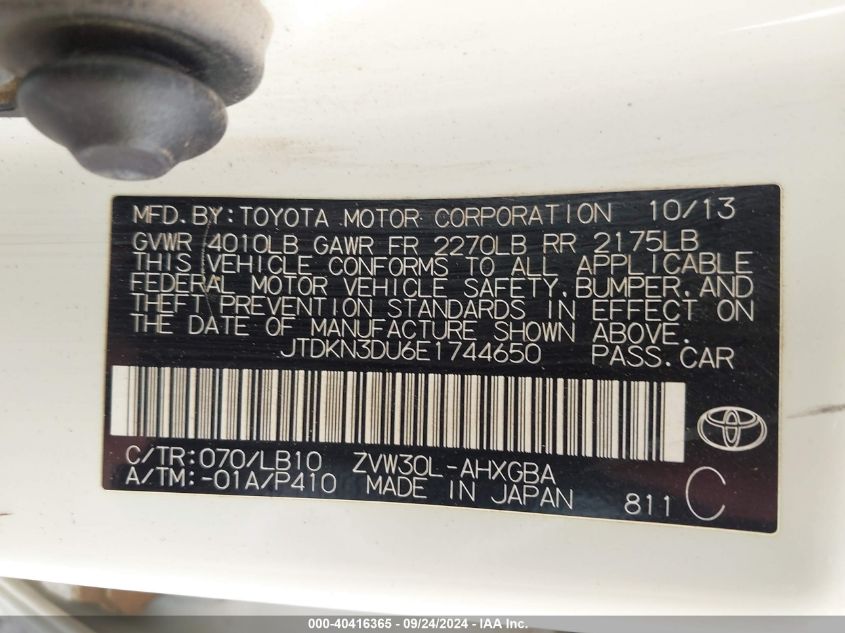 MFD.BY:TOYOTA MOTOR CORPORATION 10/13
GVWR 4010LB GAWR FR 2270LB RR 2175LB
THIS VEHICLE CONFORMS TO ALL APPLICABLE
FEDERAL MOTOR VEHICLE SAFETY,BUMPER,AND
THEFT PREVENTION STANDARDS IN EFFECT ON
THE DATE OF MANUFACTURE SHOWN ABOVE.
JTDKN3DU6E1744650 PASS.CAR
C/TR:070/LB10 ZVW30L-AHXGBA
A/TM:-01A/P410 MADE IN JAPAN 811 C
000-40416365 - 09/24/2024 - IAA Inc.